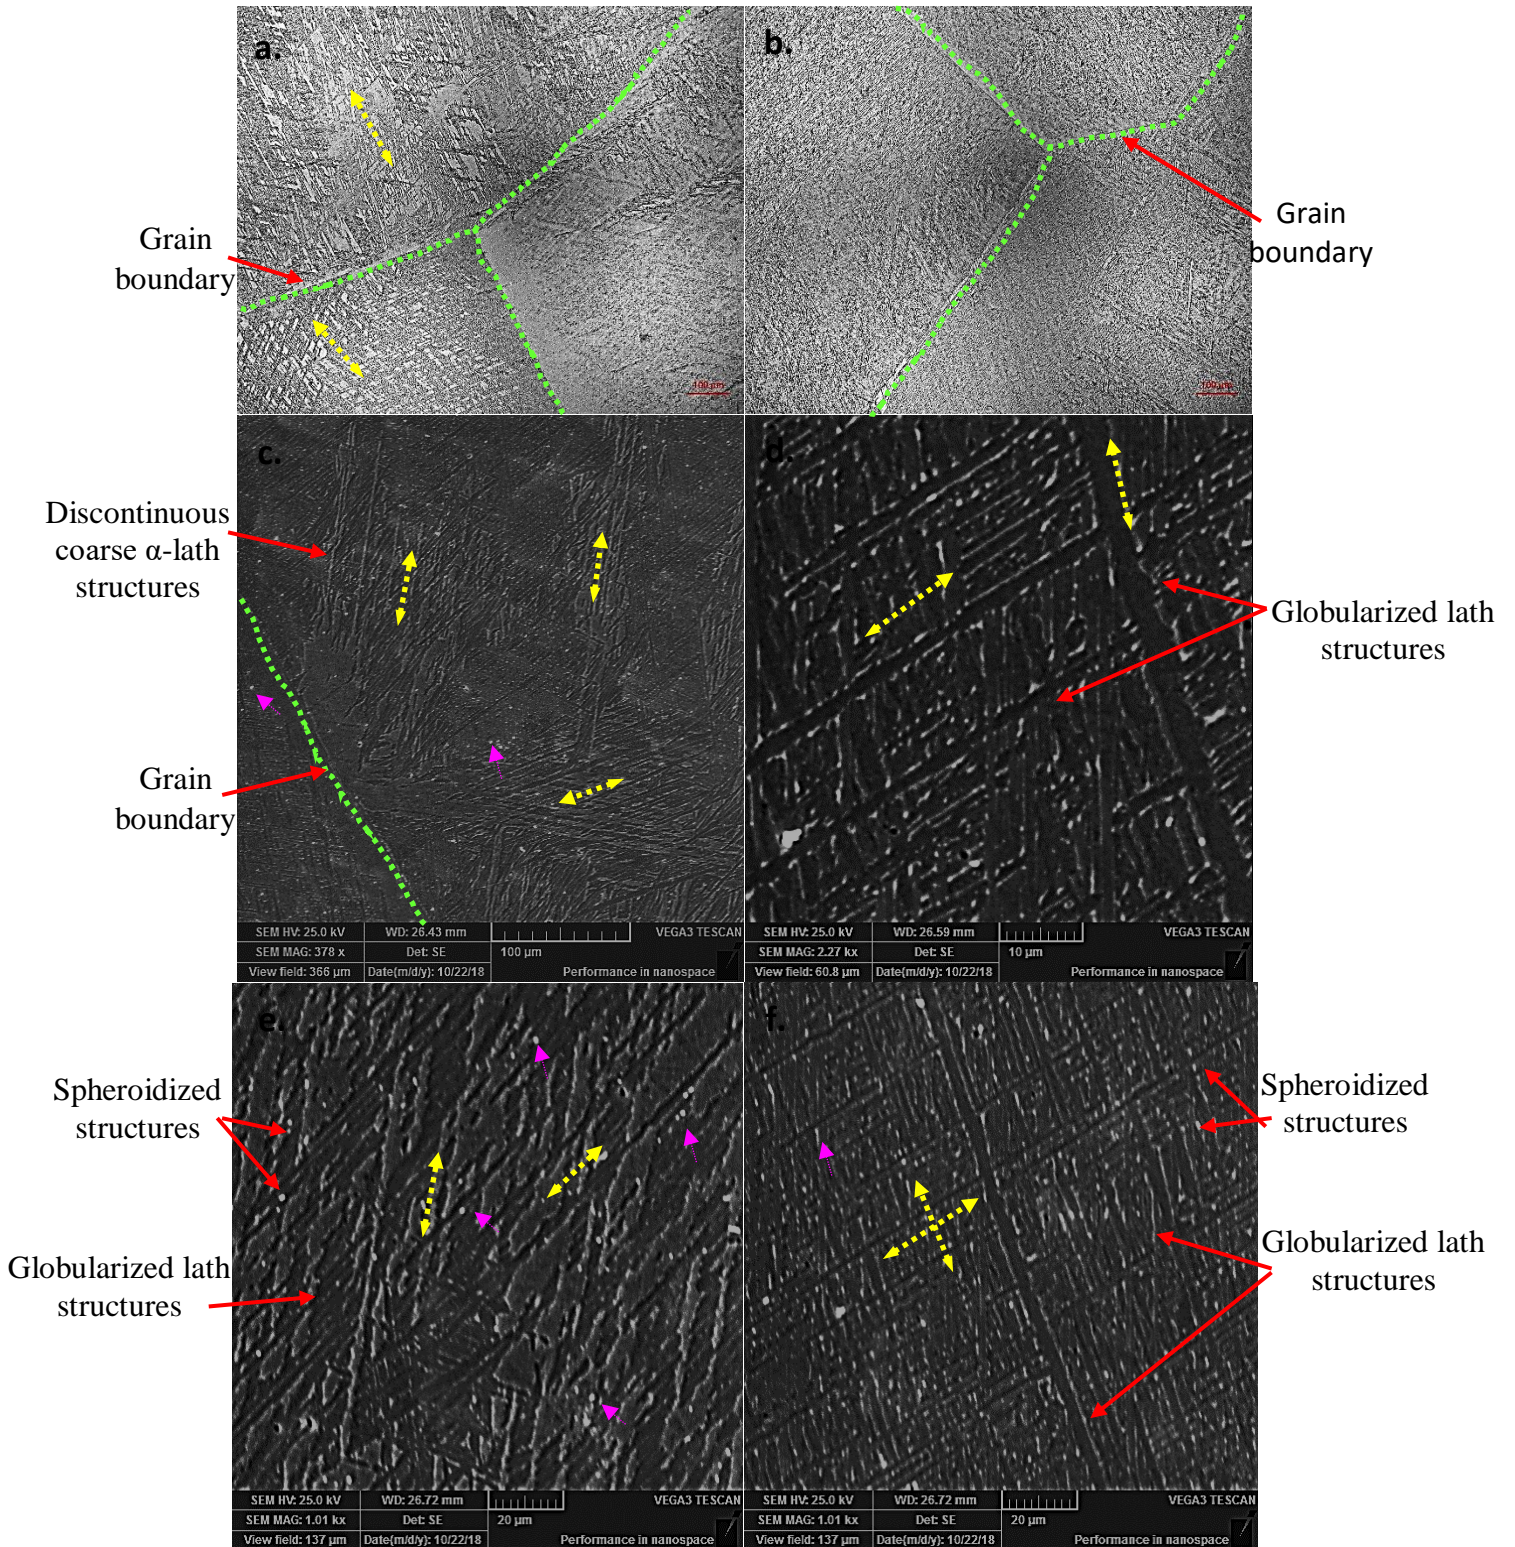 a.
b.
Grain
boundary
Grain
boundary
100 µm
100 µm
c.
d.
Discontinuous
coarse α-lath
structures
Grain
boundary
Globularized lath
structures
SEM HV: 25.0 kV
WD: 26.43 mm
VEGA3 TESCAN
SEM MAG: 378 x
Det: SE
100 µm
View field: 366 µm
Date(m/d/y): 10/22/18
Performance in nanospace
SEM HV: 25.0 kV
WD: 26.59 mm
VEGA3 TESCAN
SEM MAG: 2.27 kx
Det: SE
10 µm
View field: 60.8 µm
Date(m/d/y): 10/22/18
Performance in nanospace
e.
f.
Spheroidized
structures
Globularized lath
structures
Spheroidized
structures
Globularized lath
structures
SEM HV: 25.0 kV
WD: 26.72 mm
VEGA3 TESCAN
SEM MAG: 1.01 kx
Det: SE
20 µm
View field: 137 µm
Date(m/d/y): 10/22/18
Performance in nanospace
SEM HV: 25.0 kV
WD: 26.72 mm
VEGA3 TESCAN
SEM MAG: 1.01 kx
Det: SE
20 µm
View field: 137 µm
Date(m/d/y): 10/22/18
Performance in nanospace